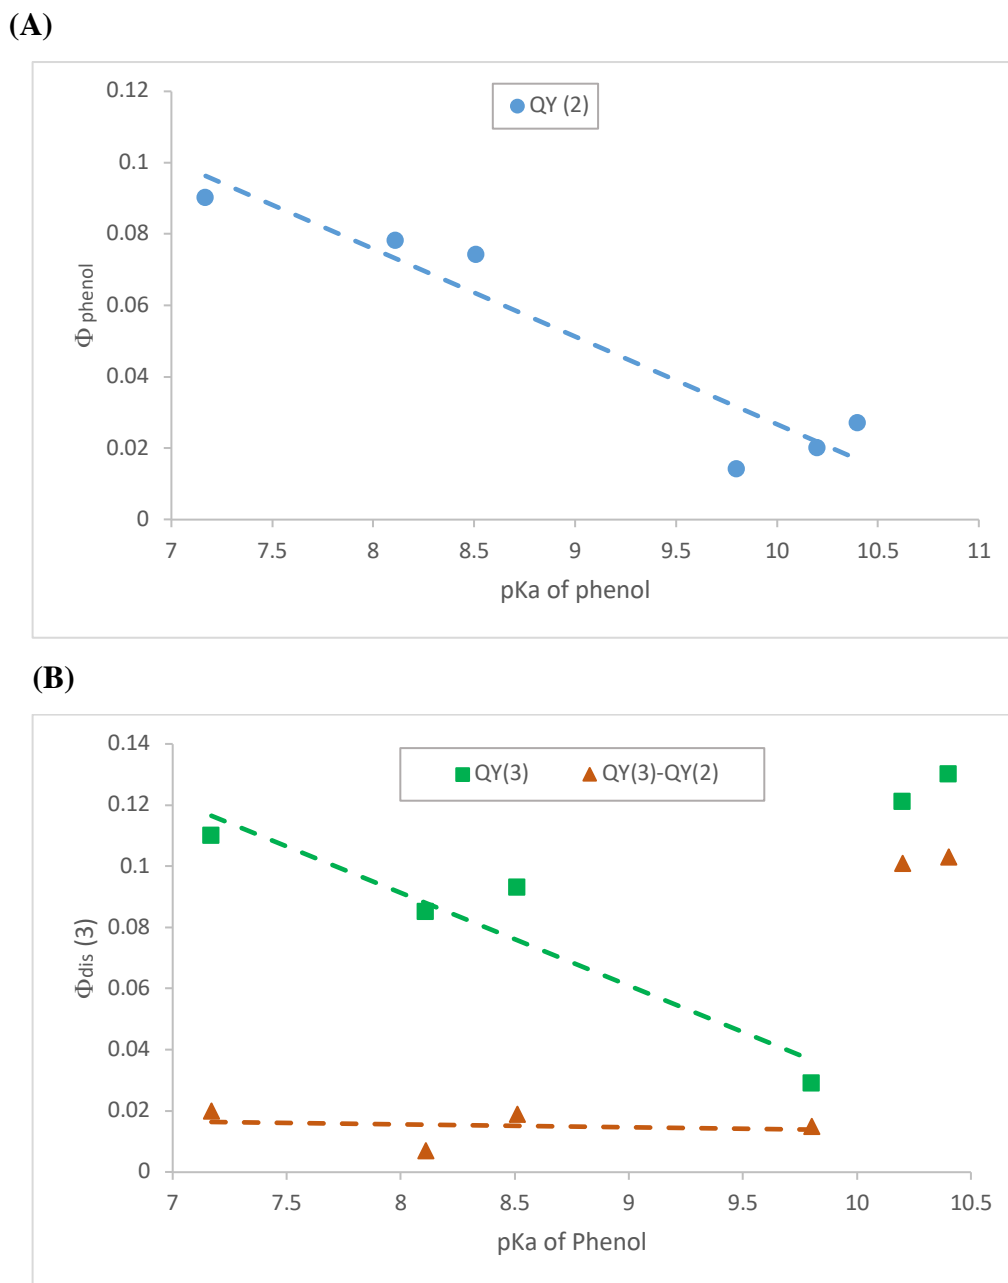 (A)
QY (2)
0.12
0.1
0.08
0.06
0.04
0.02
0
Φ phenol
7 7.5 8 8.5 9 9.5 10 10.5 11
pKa of phenol
(B)
QY(3) QY(3)-QY(2)
0.14
0.12
0.1
0.08
0.06
0.04
0.02
0
Φdis (3)
7 7.5 8 8.5 9 9.5 10 10.5
pKa of Phenol